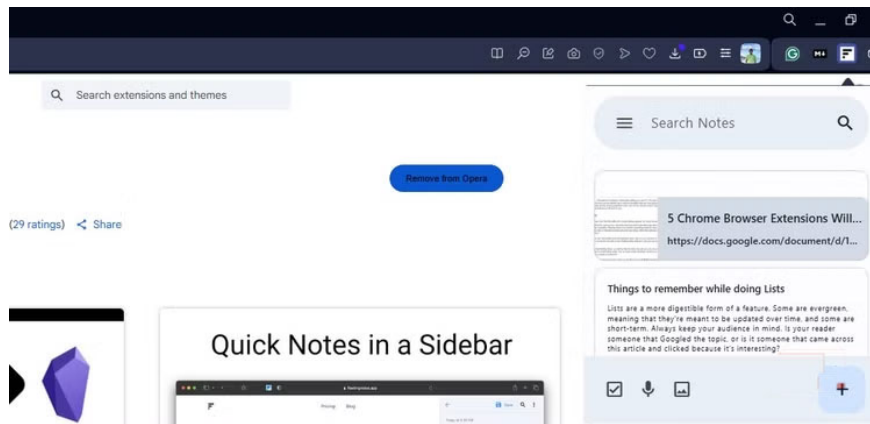 Search extensions and themes
Search Notes
Remove from Opera
5 Chrome Browser Extensions Will...
https://docs.google.com/document/d/1...
(29 ratings)
Share
Things to remember while doing Lists
Lists are a more digestible form of a feature. Some are evergreen,
meaning that they're meant to be updated over time, and some are
short-term. Always keep your audience in mind. Is your reader
someone that Googled the topic, or is it someone that came across
this article and clicked because it's interesting?
Quick Notes in a Sidebar
Pricing
Blog